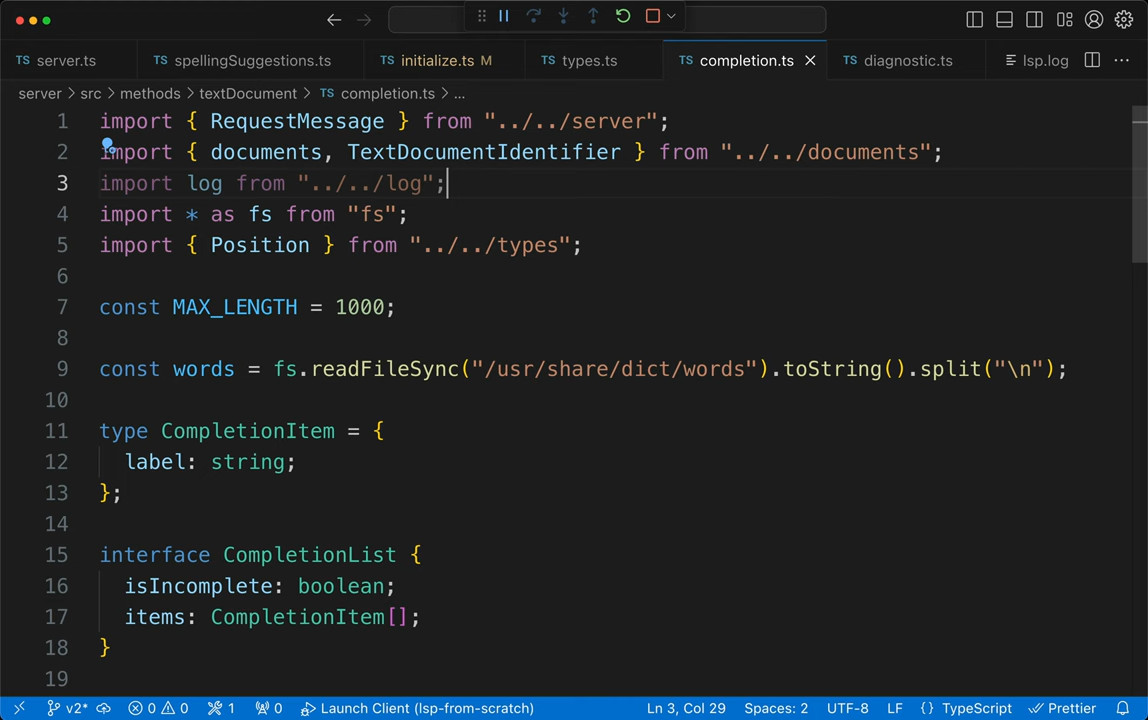 TS server.ts TS spellingSuggestions.ts TS initialize.ts M TS types.ts TS completion.ts TS diagnostic.ts lsp.log
server > src > methods > textDocument > TS completion.ts > ...
1 import { RequestMessage } from "../../server";
2 import { documents, TextDocumentIdentifier } from "../../documents";
3 import log from "../../log";
4 import * as fs from "fs";
5 import { Position } from "../../types";
6
7 const MAX_LENGTH = 1000;
8
9 const words = fs.readFileSync("/usr/share/dict/words").toString().split("\n");
10
11 type CompletionItem = {
12 label: string;
13 };
14
15 interface CompletionList {
16 isIncomplete: boolean;
17 items: CompletionItem[];
18 }
19
v2* 0 0 1 0 Launch Client (lsp-from-scratch) Ln 3, Col 29 Spaces: 2 UTF-8 LF {} TypeScript Prettier